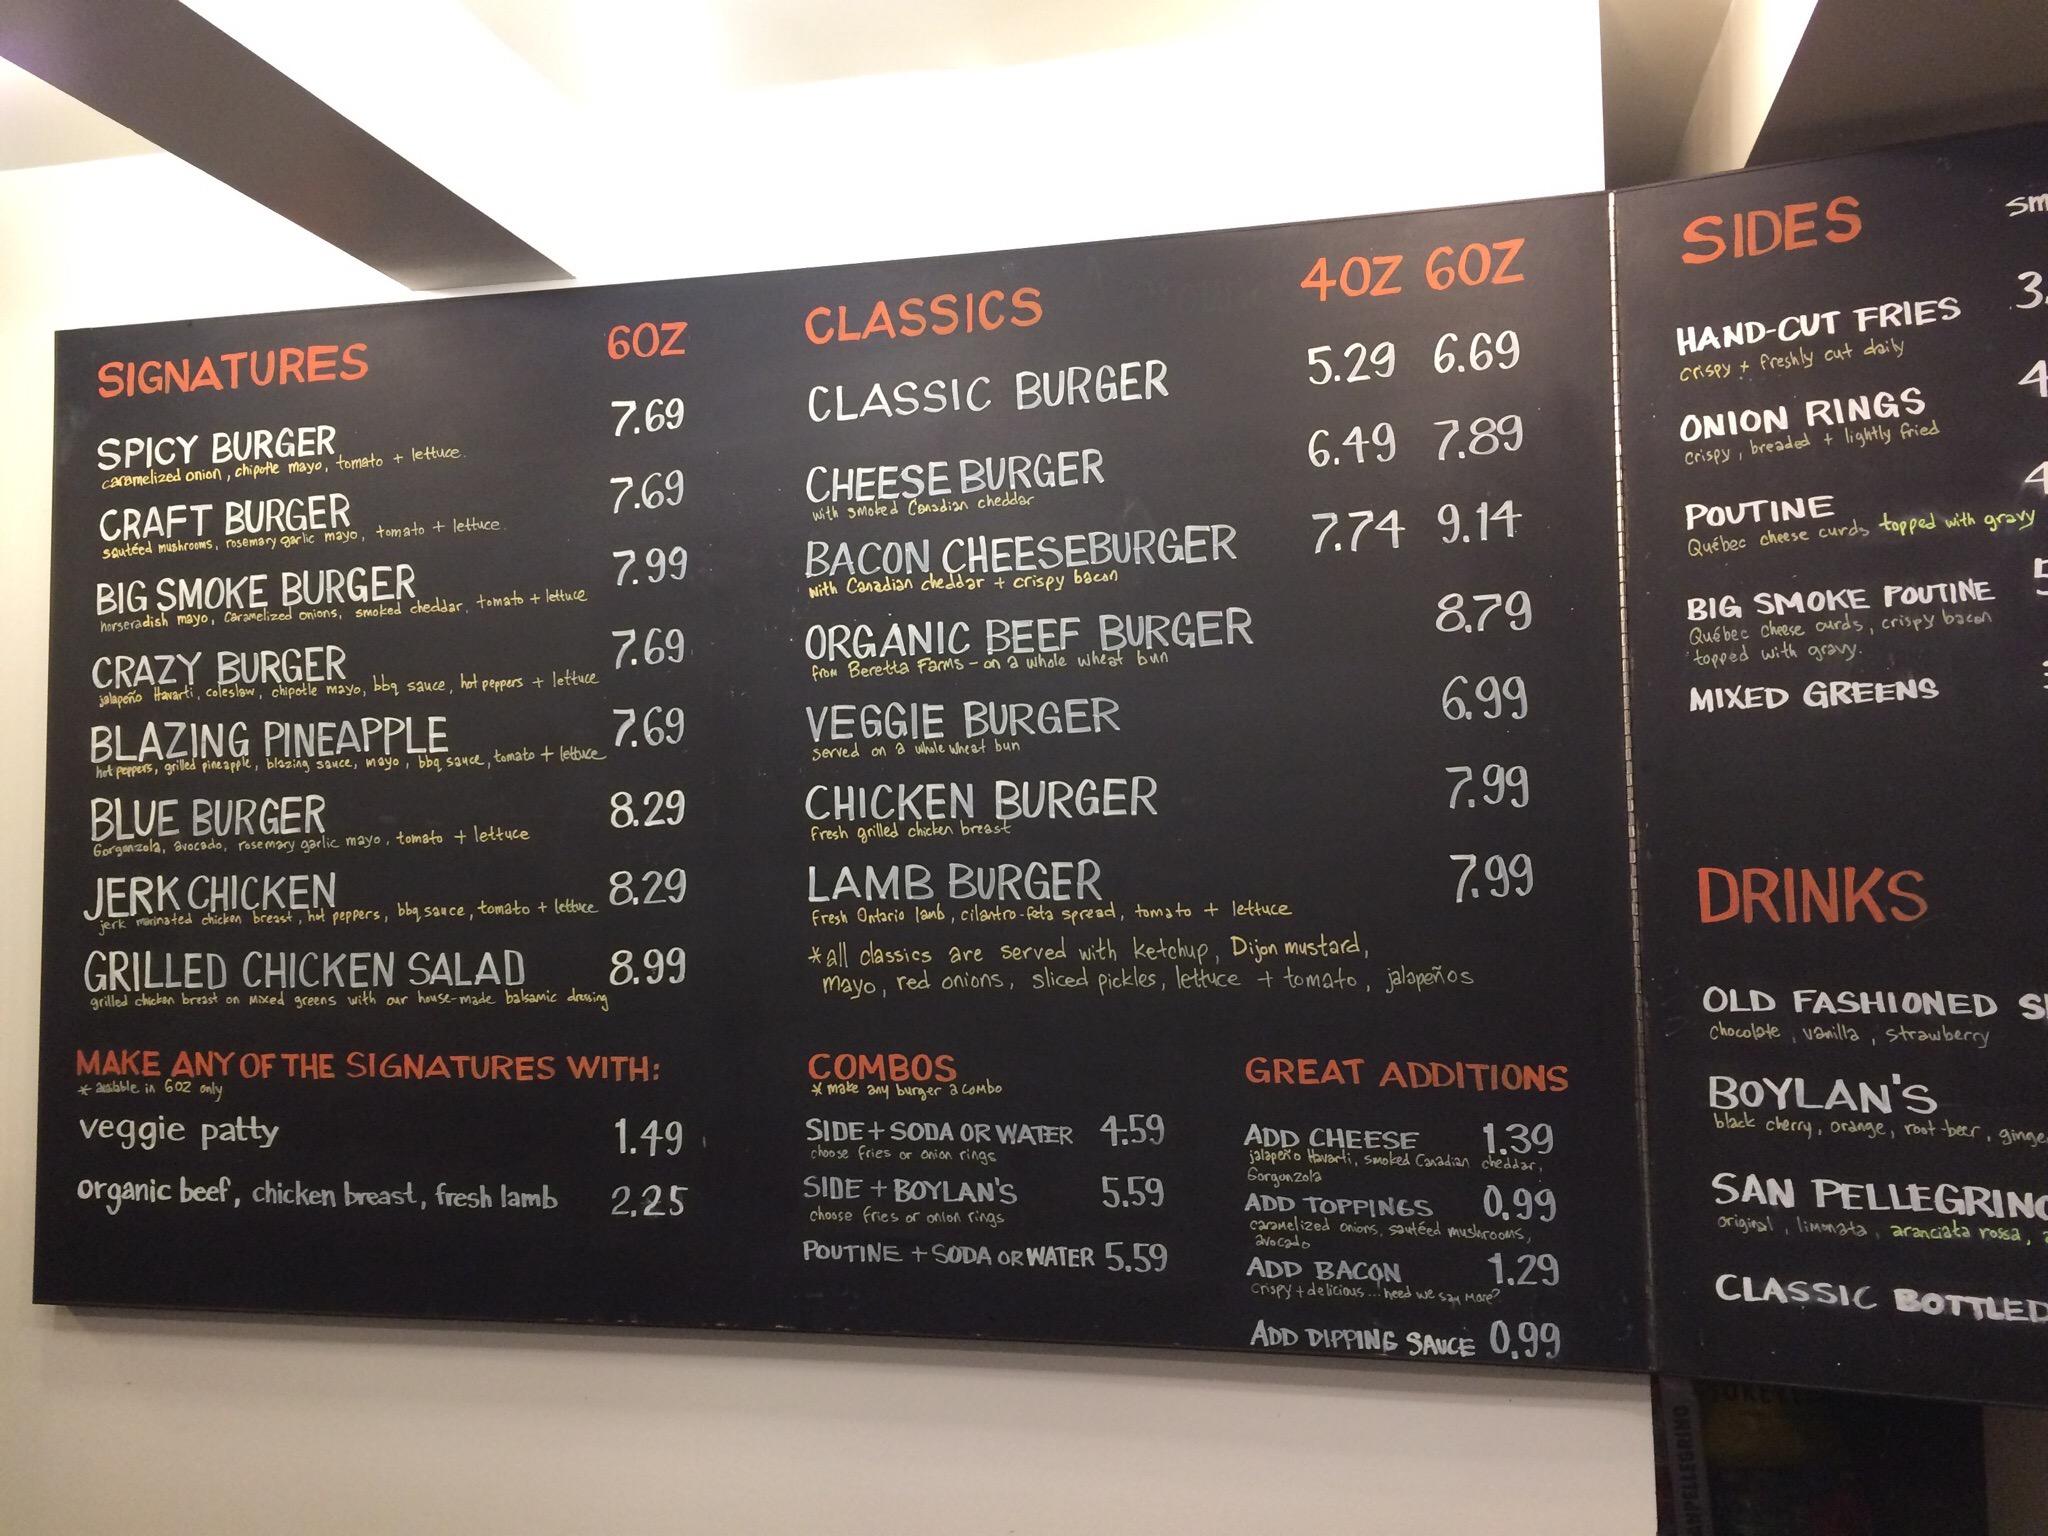 SIGNATURES 6OZ
SPICY BURGER 7.69
caramelized onion, chipotle mayo, tomato + lettuce.
CRAFT BURGER 7.69
sautéed mushrooms, rosemary garlic mayo, tomato + lettuce.
BIG SMOKE BURGER 7.99
horseradish mayo, Caramelized onions, smoked cheddar, tomato + lettuce
CRAZY BURGER 7.69
jalapeño Havarti, coleslaw, chipotle mayo, bbq sauce, hot peppers + lettuce
BLAZING PINEAPPLE 7.69
hot peppers, grilled pineapple, blazing sauce, mayo, bbq sauce, tomato + lettuce
BLUE BURGER 8.29
Gorgonzola, avocado, rosemary garlic mayo, tomato + lettuce
JERK CHICKEN 8.29
jerk marinated chicken breast, hot peppers, bbq sauce, tomato + lettuce
GRILLED CHICKEN SALAD 8.99
grilled chicken breast on mixed greens with our house-made balsamic dressing
MAKE ANY OF THE SIGNATURES WITH:
* available in 6OZ only
veggie patty 1.49
organic beef, chicken breast, fresh lamb 2.25
CLASSICS 4OZ 6OZ
CLASSIC BURGER 5.29 6.69
CHEESE BURGER 6.49 7.89
with smoked Canadian cheddar
BACON CHEESEBURGER 7.74 9.14
with Canadian cheddar + crispy bacon
ORGANIC BEEF BURGER 8.79
from Beretta Farms - on a whole wheat bun
VEGGIE BURGER 6.99
served on a whole wheat bun
CHICKEN BURGER 7.99
fresh grilled chicken breast
LAMB BURGER 7.99
fresh Ontario lamb, cilantro-feta spread, tomato + lettuce
*all classics are served with ketchup, Dijon mustard,
mayo, red onions, sliced pickles, lettuce + tomato, jalapeños
COMBOS
* make any burger a combo
SIDE + SODA OR WATER 4.59
choose fries or onion rings
SIDE + BOYLAN'S 5.59
choose fries or onion rings
POUTINE + SODA OR WATER 5.59
GREAT ADDITIONS
ADD CHEESE 1.39
jalapeño Havarti, smoked Canadian cheddar,
Gorgonzola
ADD TOPPINGS 0.99
caramelized onions, sautéed mushrooms,
avocado
ADD BACON 1.29
crispy + delicious...need we say more?
ADD DIPPING SAUCE 0.99
SIDES sm
HAND-CUT FRIES 3.
crispy + freshly cut daily
ONION RINGS 4
crispy, breaded + lightly fried
POUTINE 4
Québec cheese curds topped with gravy
BIG SMOKE POUTINE 5
Québec cheese curds, crispy bacon
topped with gravy.
MIXED GREENS
DRINKS
OLD FASHIONED
chocolate, vanilla, strawberry
BOYLAN'S
black cherry, orange, root-beer, ginge
SAN PELLEGRINO
original, limonata, aranciata rossa,
CLASSIC BOTTLED